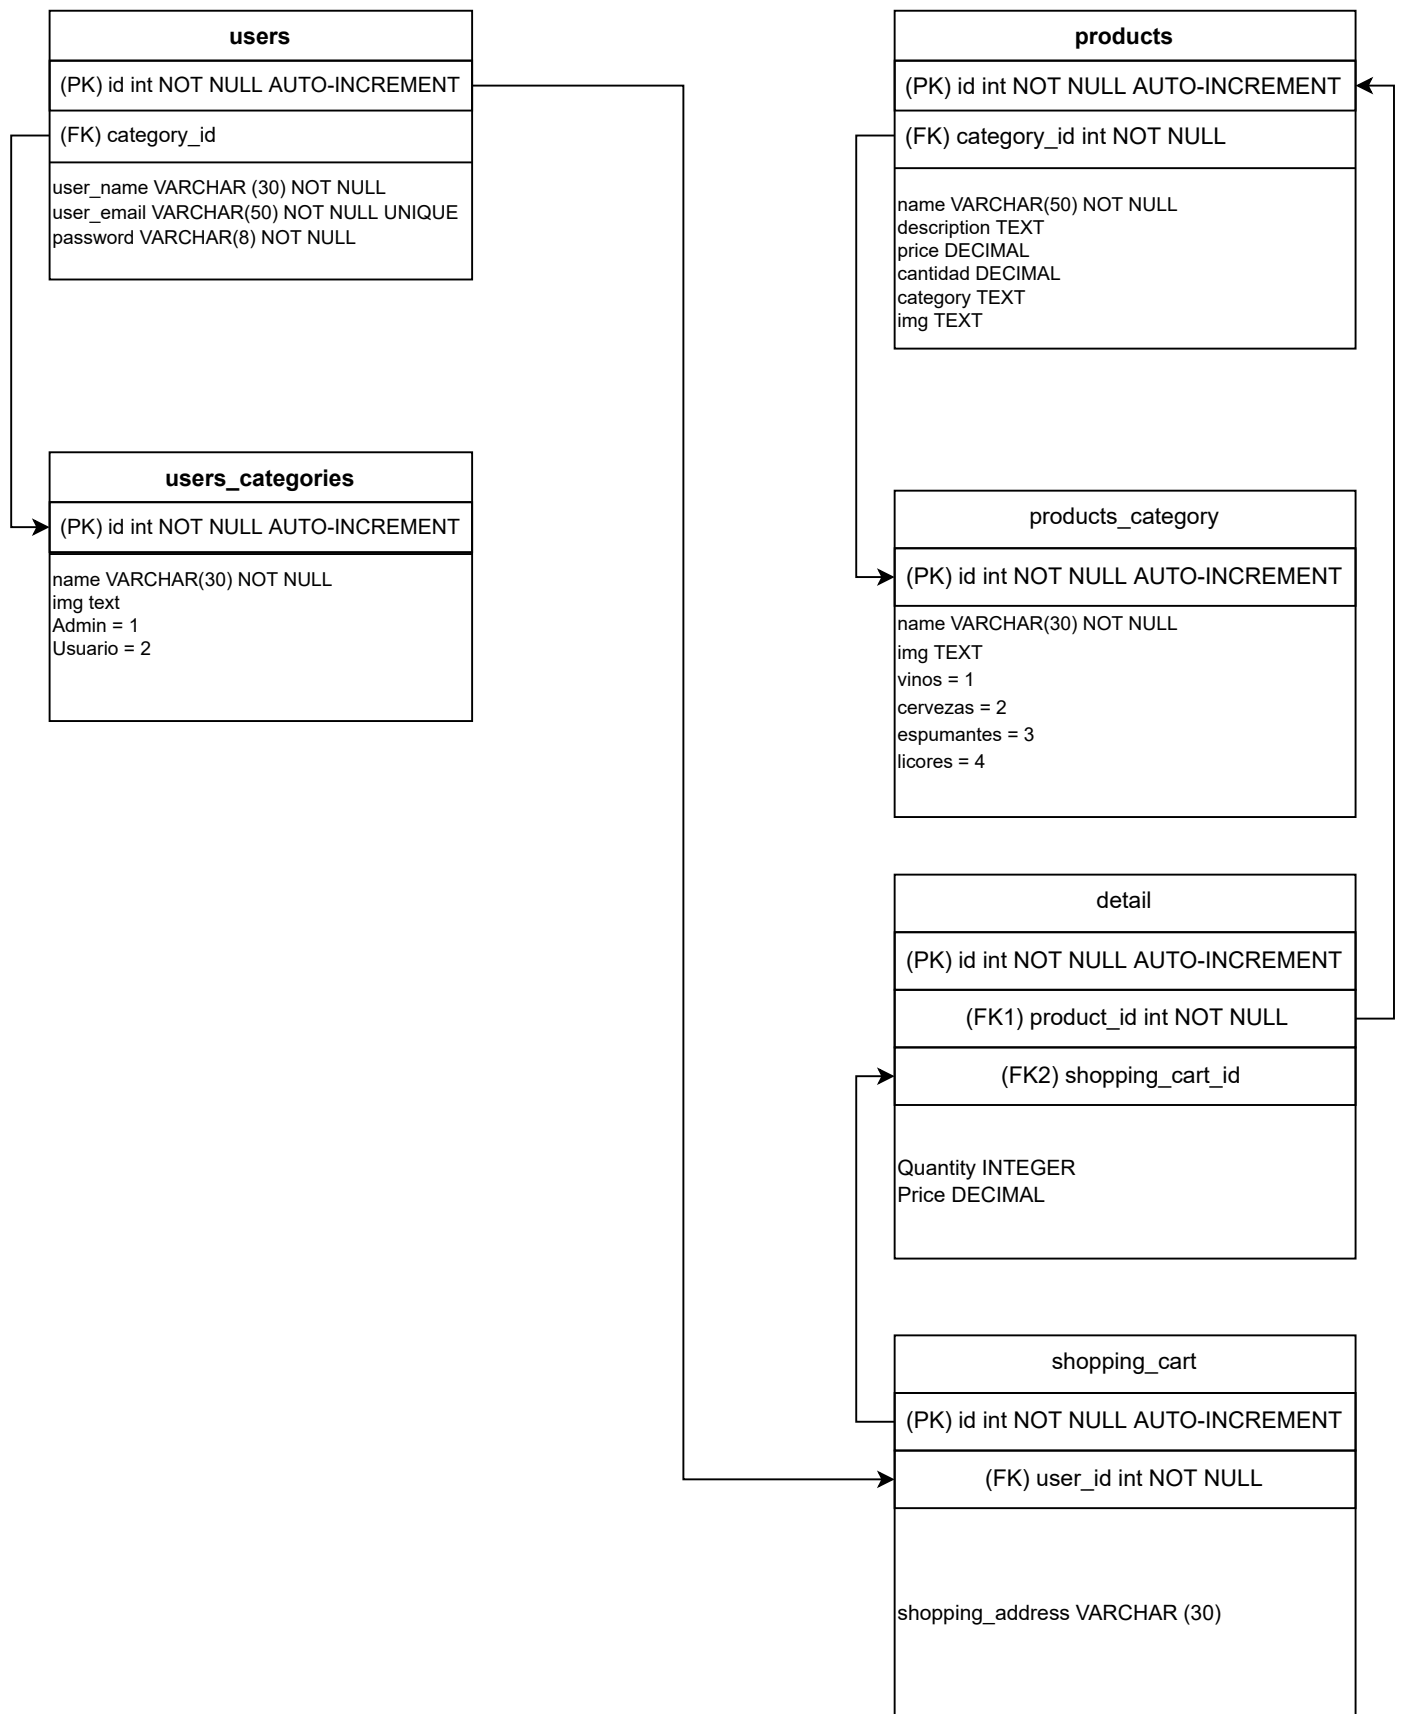 users
(PK) id int NOT NULL AUTO-INCREMENT
(FK) category_id
user_name VARCHAR (30) NOT NULL
user_email VARCHAR(50) NOT NULL UNIQUE
password VARCHAR(8) NOT NULL
users_categories
(PK) id int NOT NULL AUTO-INCREMENT
name VARCHAR(30) NOT NULL
img text
Admin = 1
Usuario = 2
products
(PK) id int NOT NULL AUTO-INCREMENT
(FK) category_id int NOT NULL
name VARCHAR(50) NOT NULL
description TEXT
price DECIMAL
cantidad DECIMAL
category TEXT
img TEXT
products_category
(PK) id int NOT NULL AUTO-INCREMENT
name VARCHAR(30) NOT NULL
img TEXT
vinos = 1
cervezas = 2
espumantes = 3
licores = 4
detail
(PK) id int NOT NULL AUTO-INCREMENT
(FK1) product_id int NOT NULL
(FK2) shopping_cart_id
Quantity INTEGER
Price DECIMAL
shopping_cart
(PK) id int NOT NULL AUTO-INCREMENT
(FK) user_id int NOT NULL
shopping_address VARCHAR (30)